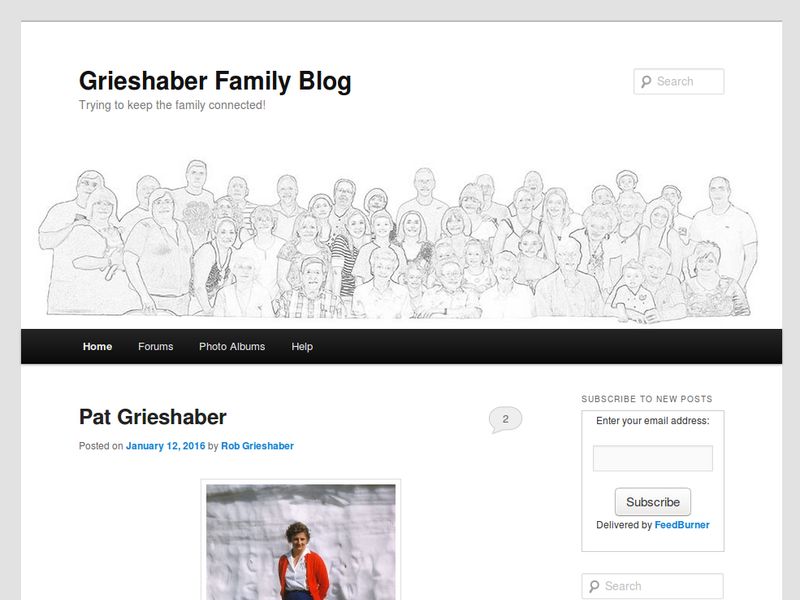 Grieshaber Family Blog
Trying to keep the family connected!
Search
Home Forums Photo Albums Help
Pat Grieshaber
2
Posted on January 12, 2016 by Rob Grieshaber
SUBSCRIBE TO NEW POSTS
Enter your email address:
Subscribe
Delivered by FeedBurner
Search